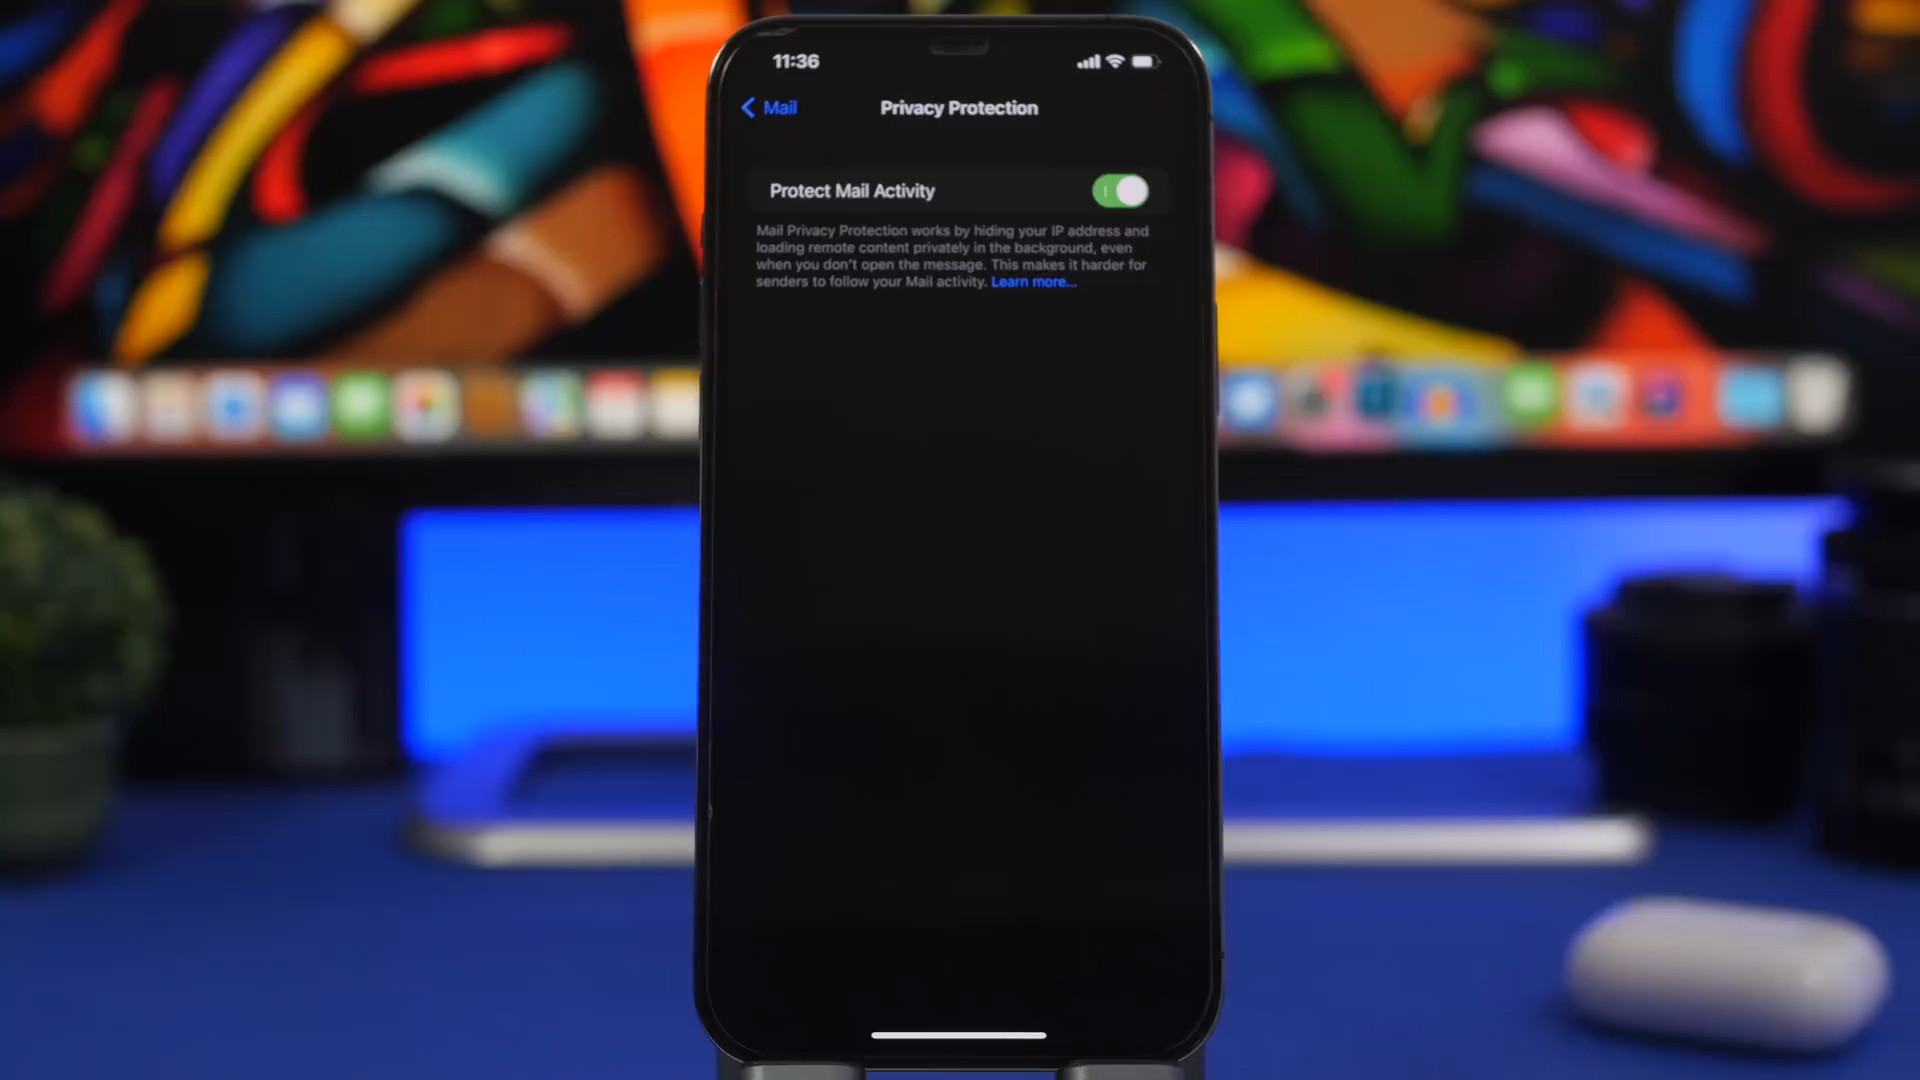 11:36
Mail
Privacy Protection
Protect Mail Activity
Mail Privacy Protection works by hiding your IP address and
loading remote content privately in the background, even
when you don't open the message. This makes it harder for
senders to follow your Mail activity. Learn more...